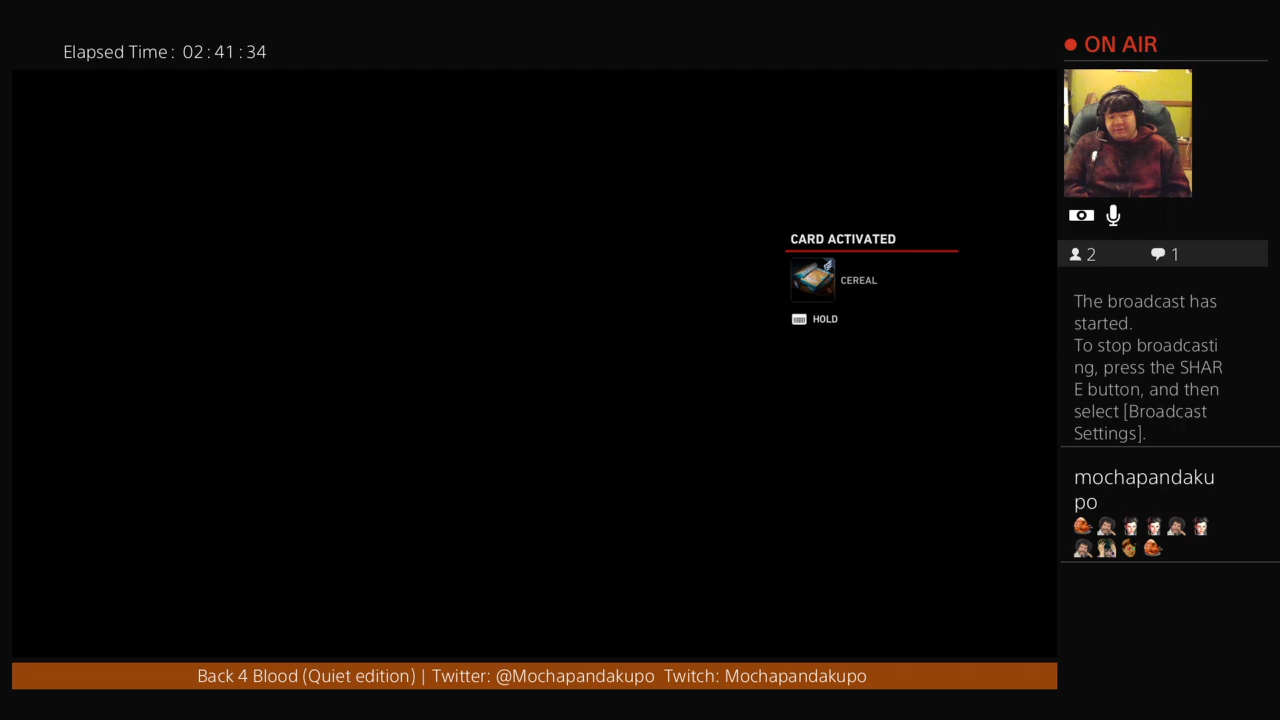 Elapsed Time: 02:41:34
ON AIR
CARD ACTIVATED
CEREAL
HOLD
2 1
The broadcast has
started.
To stop broadcasti
ng, press the SHAR
E button, and then
select [Broadcast
Settings].
mochapandaku
po
Back 4 Blood (Quiet edition) | Twitter: @Mochapandakupo Twitch: Mochapandakupo